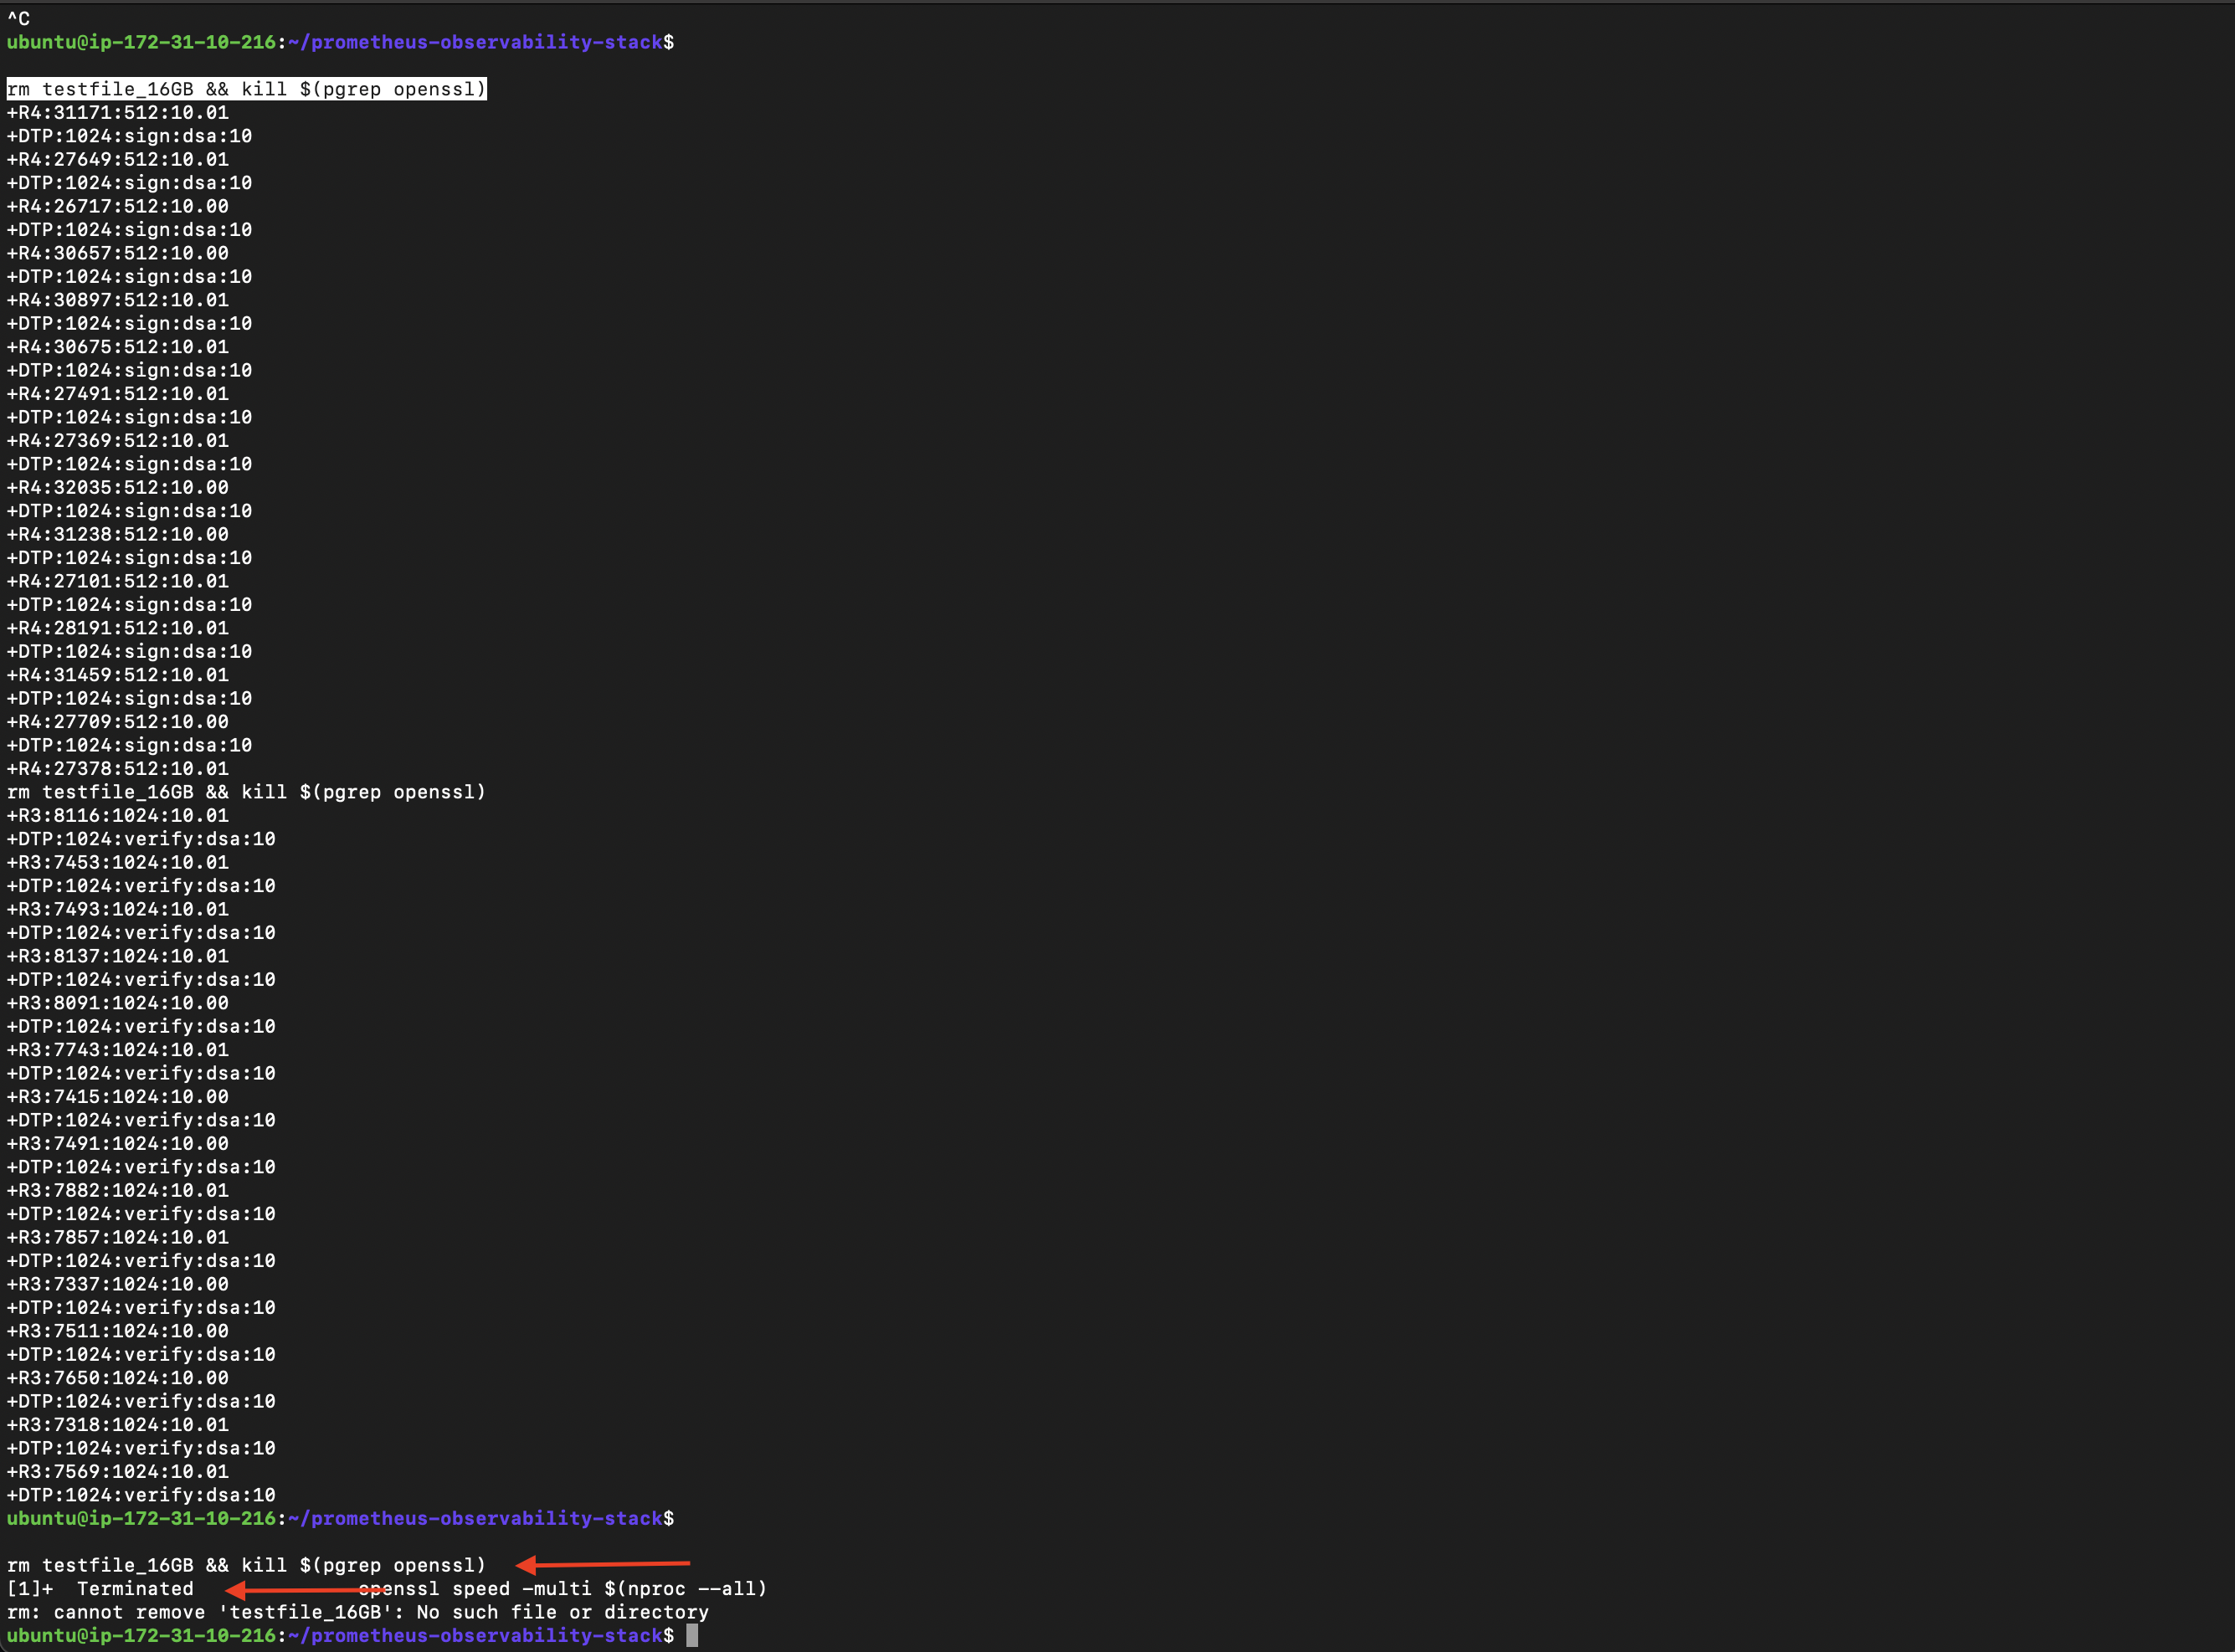 ^C
ubuntu@ip-172-31-10-216:~/prometheus-observability-stack$
rm testfile_16GB && kill $(pgrep openssl)
+R4:31171:512:10.01
+DTP:1024:sign:dsa:10
+R4:27649:512:10.01
+DTP:1024:sign:dsa:10
+R4:26717:512:10.00
+DTP:1024:sign:dsa:10
+R4:30657:512:10.00
+DTP:1024:sign:dsa:10
+R4:30897:512:10.01
+DTP:1024:sign:dsa:10
+R4:30675:512:10.01
+DTP:1024:sign:dsa:10
+R4:27491:512:10.01
+DTP:1024:sign:dsa:10
+R4:27369:512:10.01
+DTP:1024:sign:dsa:10
+R4:32035:512:10.00
+DTP:1024:sign:dsa:10
+R4:31238:512:10.00
+DTP:1024:sign:dsa:10
+R4:27101:512:10.01
+DTP:1024:sign:dsa:10
+R4:28191:512:10.01
+DTP:1024:sign:dsa:10
+R4:31459:512:10.01
+DTP:1024:sign:dsa:10
+R4:27709:512:10.00
+DTP:1024:sign:dsa:10
+R4:27378:512:10.01
rm testfile_16GB && kill $(pgrep openssl)
+R3:8116:1024:10.01
+DTP:1024:verify:dsa:10
+R3:7453:1024:10.01
+DTP:1024:verify:dsa:10
+R3:7493:1024:10.01
+DTP:1024:verify:dsa:10
+R3:8137:1024:10.01
+DTP:1024:verify:dsa:10
+R3:8091:1024:10.00
+DTP:1024:verify:dsa:10
+R3:7743:1024:10.01
+DTP:1024:verify:dsa:10
+R3:7415:1024:10.00
+DTP:1024:verify:dsa:10
+R3:7491:1024:10.00
+DTP:1024:verify:dsa:10
+R3:7882:1024:10.01
+DTP:1024:verify:dsa:10
+R3:7857:1024:10.01
+DTP:1024:verify:dsa:10
+R3:7337:1024:10.00
+DTP:1024:verify:dsa:10
+R3:7511:1024:10.00
+DTP:1024:verify:dsa:10
+R3:7650:1024:10.00
+DTP:1024:verify:dsa:10
+R3:7318:1024:10.01
+DTP:1024:verify:dsa:10
+R3:7569:1024:10.01
+DTP:1024:verify:dsa:10
ubuntu@ip-172-31-10-216:~/prometheus-observability-stack$
rm testfile_16GB && kill $(pgrep openssl)
[1]+  Terminated              openssl speed -multi $(nproc --all)
rm: cannot remove 'testfile_16GB': No such file or directory
ubuntu@ip-172-31-10-216:~/prometheus-observability-stack$